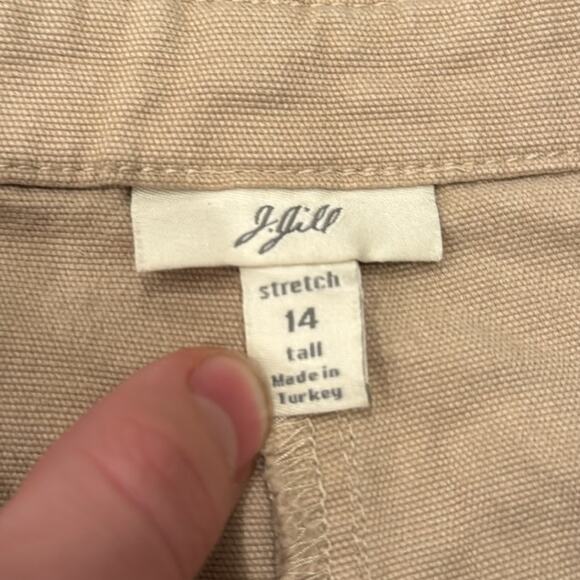 J.Jill
stretch
14
tall
Made in
Turkey